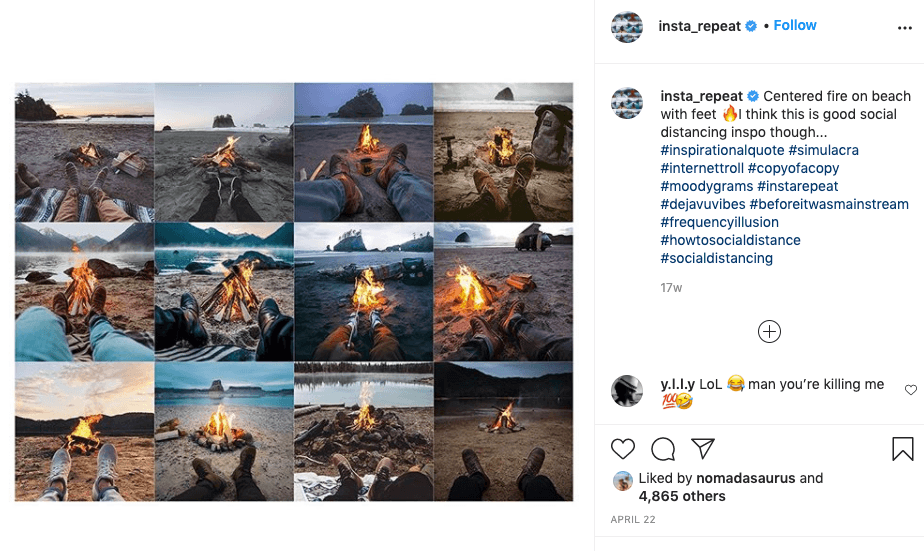 insta_repeat • Follow
insta_repeat Centered fire on beach
with feet 🔥I think this is good social
distancing inspo though...
#inspirationalquote #simulacra
#internettroll #copyofacopy
#moodygrams #instarepeat
#dejavuvibes #beforeitwasmainstream
#frequencyillusion
#howtosocialdistance
#socialdistancing
17w
y.l.l.y LoL 😂 man you're killing me
💯🤣
Liked by nomadasaurus and
4,865 others
APRIL 22